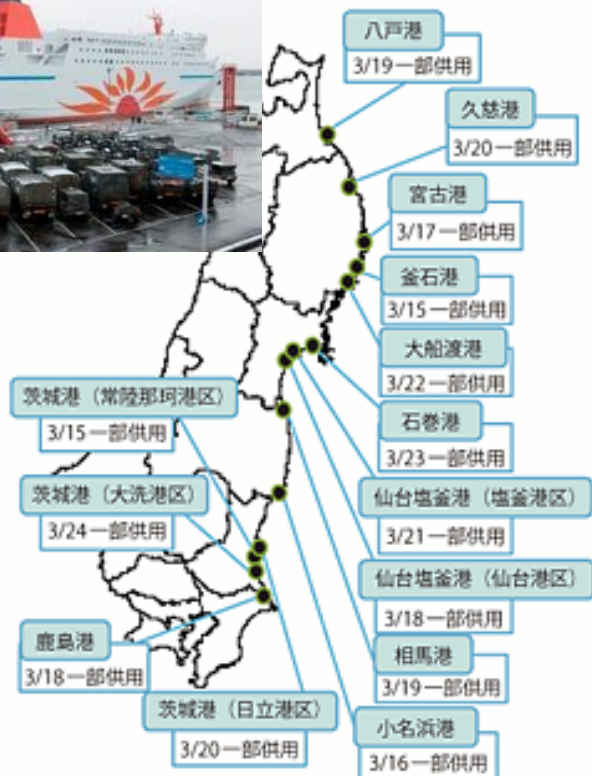 八戸港
3/19一部供用
久慈港
3/20一部供用
宮古港
3/17一部供用
釜石港
3/15一部供用
大船渡港
3/22一部供用
石巻港
3/23一部供用
仙台塩釜港（塩釜港区）
3/21一部供用
仙台塩釜港（仙台港区）
3/18一部供用
相馬港
3/19一部供用
小名浜港
3/16一部供用
茨城港（常陸那珂港区）
3/15一部供用
茨城港（大洗港区）
3/24一部供用
鹿島港
3/18一部供用
茨城港（日立港区）
3/20一部供用